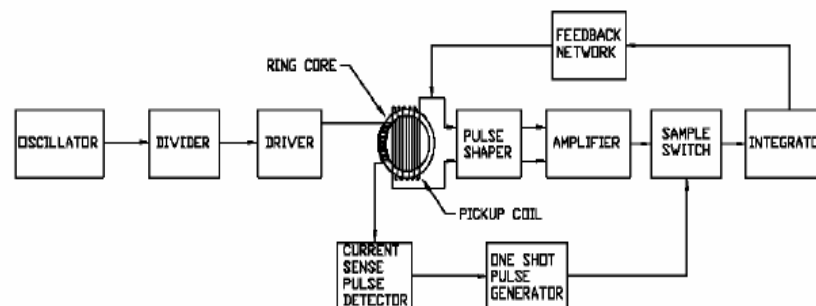 FEEDBACK
NETWORK
RING CORE
OSCILLATOR
DIVIDER
DRIVER
PULSE
SHAPER
AMPLIFIER
SAMPLE
SWITCH
INTEGRATO
PICKUP COIL
CURRENT
SENSE
PULSE
DETECTOR
ONE SHOT
PULSE
GENERATOR